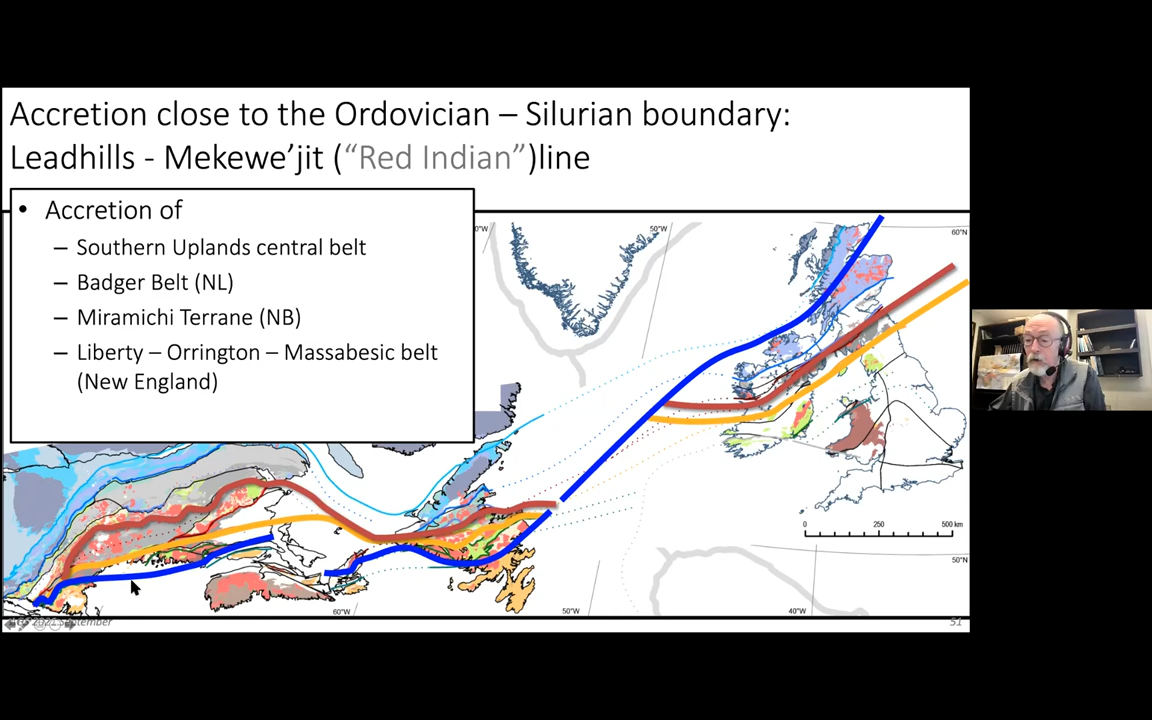 Accretion close to the Ordovician – Silurian boundary:
Leadhills - Mekewe’jit (“Red Indian”)line
• Accretion of
– Southern Uplands central belt
– Badger Belt (NL)
– Miramichi Terrane (NB)
– Liberty – Orrington – Massabesic belt
(New England)
0°W
50°W
60°N
0
250
500 km
50°N
60°W
50°W
40°W
September
51